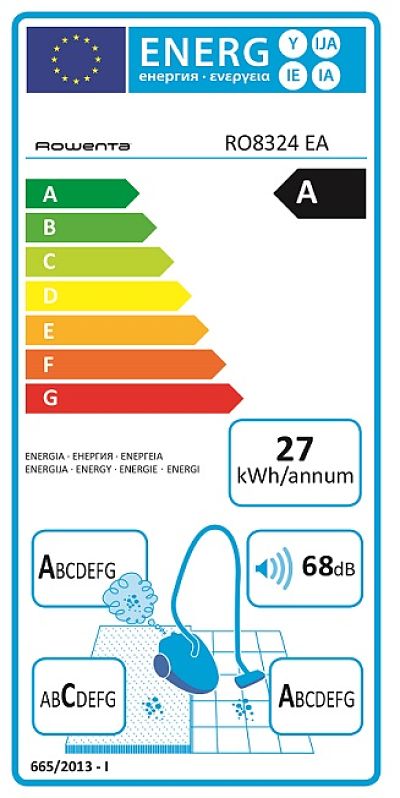 ENERG
енергия · ενεργεια
Y
IJA
IE
IA
Rowenta
RO8324 EA
A
A
B
C
D
E
F
G
ENERGIA · ЕНЕРГИЯ · ΕΝΕΡΓΕΙΑ
ENERGIJA · ENERGY · ENERGIE · ENERGI
27
kWh/annum
ABCDEFG
68dB
ABCDEFG
ABCDEFG
665/2013 - I